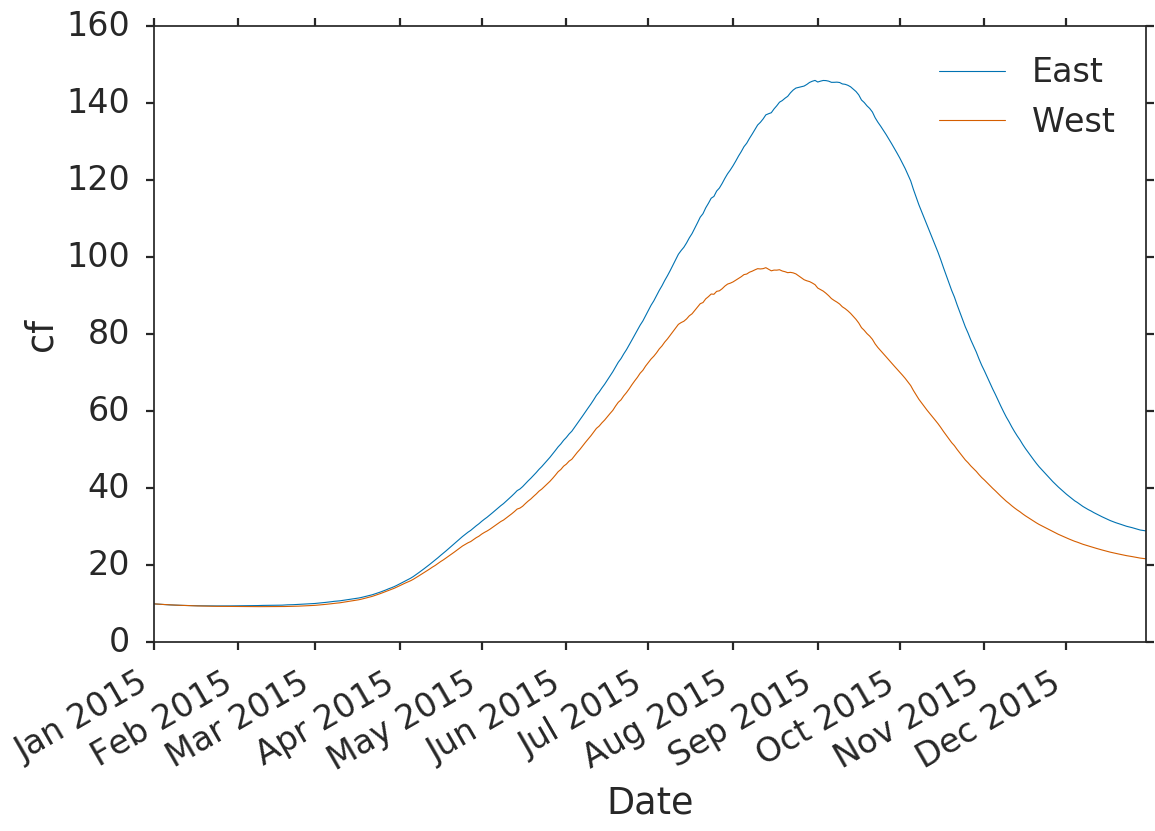 160
140
120
100
80
60
40
20
0
cf
East
West
Jan 2015
Feb 2015
Mar 2015
Apr 2015
May 2015
Jun 2015
Jul 2015
Aug 2015
Sep 2015
Oct 2015
Nov 2015
Dec 2015
Date